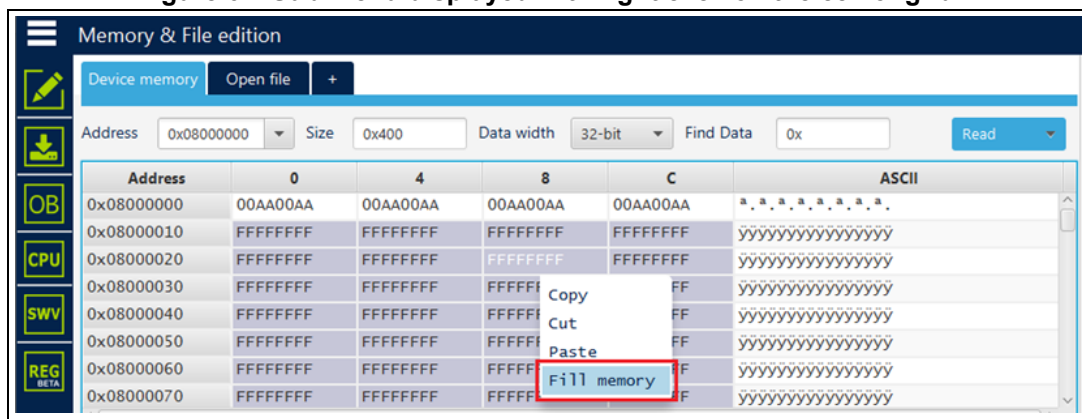 Memory & File edition
Device memory Open file +
Address 0x08000000 Size 0x400 Data width 32-bit Find Data 0x Read
Address 0 4 8 C ASCII
OB
0x08000000 00AA00AA 00AA00AA 00AA00AA 00AA00AA ª.ª.ª.ª.ª.ª.ª.ª.
0x08000010 FFFFFFFF FFFFFFFF FFFFFFFF FFFFFFFF ÿÿÿÿÿÿÿÿÿÿÿÿÿÿÿÿ
CPU
0x08000020 FFFFFFFF FFFFFFFF FFFFFFFF FFFFFFFF ÿÿÿÿÿÿÿÿÿÿÿÿÿÿÿÿ
0x08000030 FFFFFFFF FFFFFFFF ÿÿÿÿÿÿÿÿÿÿÿÿÿÿÿÿ
Copy
SWV
0x08000040 FFFFFFFF FFFFFFFF ÿÿÿÿÿÿÿÿÿÿÿÿÿÿÿÿ
Cut
0x08000050 FFFFFFFF FFFFFFFF ÿÿÿÿÿÿÿÿÿÿÿÿÿÿÿÿ
Paste
REG
BETA
0x08000060 FFFFFFFF FFFFFFFF ÿÿÿÿÿÿÿÿÿÿÿÿÿÿÿÿ
Fill memory
0x08000070 FFFFFFFF FFFFFFFF ÿÿÿÿÿÿÿÿÿÿÿÿÿÿÿÿ